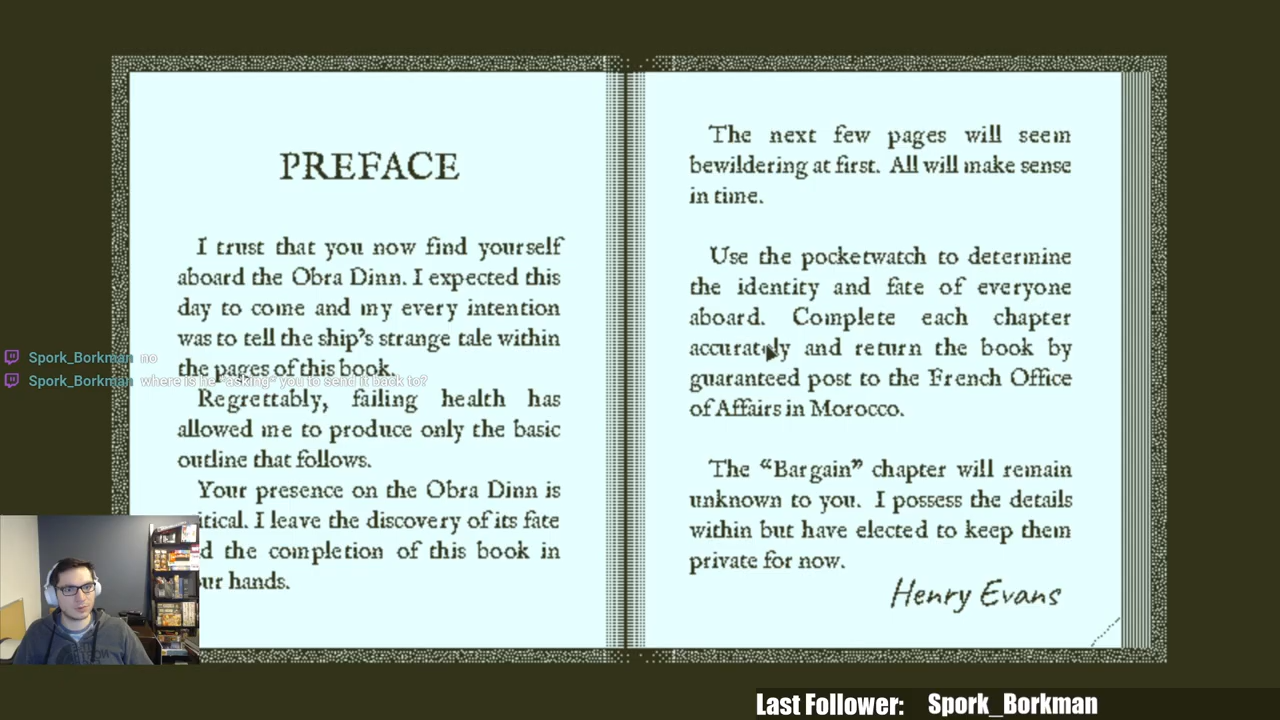 PREFACE
I trust that you now find yourself
aboard the Obra Dinn. I expected this
day to come and my every intention
was to tell the ship's strange tale within
the pages of this book.
Regrettably, failing health has
allowed me to produce only the basic
outline that follows.
Your presence on the Obra Dinn is
itical. I leave the discovery of its fate
d the completion of this book in
ur hands.
The next few pages will seem
bewildering at first. All will make sense
in time.
Use the pocketwatch to determine
the identity and fate of everyone
aboard. Complete each chapter
accurately and return the book by
guaranteed post to the French Office
of Affairs in Morocco.
The “Bargain” chapter will remain
unknown to you. I possess the details
within but have elected to keep them
private for now.
Henry Evans
Spork_Borkman no
Spork_Borkman where is he *asking* you to send it back to?
Last Follower: Spork_Borkman